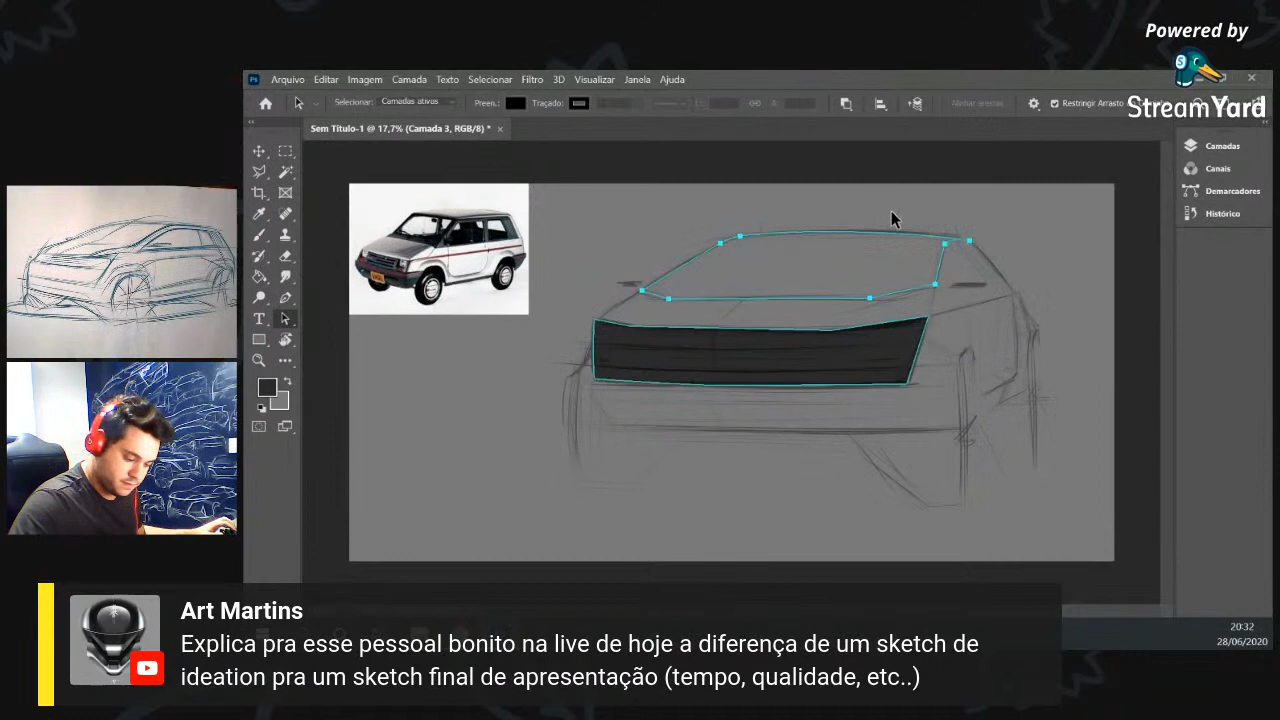 Powered by
StreamYard
Ps Arquivo Editar Imagem Camada Texto Selecionar Filtro 3D Visualizar Janela Ajuda
Selecionar: Camadas ativas Preen.: Traçado: Restringir Arrasto
Sem Título-1 @ 17,7% (Camada 3, RGB/8) *
Camadas
Canais
Demarcadores
Histórico
20:32
28/06/2020
Art Martins
Explica pra esse pessoal bonito na live de hoje a diferença de um sketch de
ideation pra um sketch final de apresentação (tempo, qualidade, etc..)